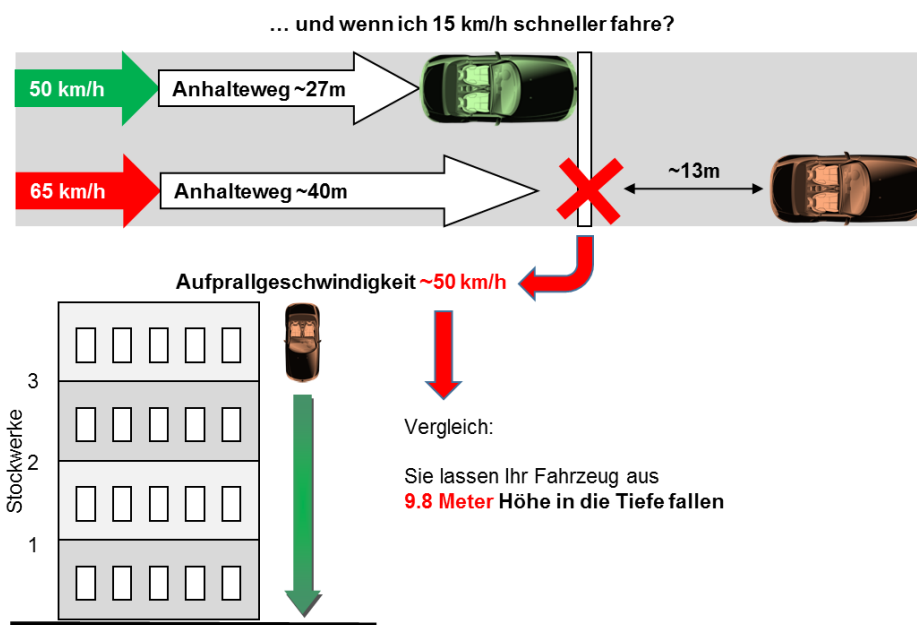 ... und wenn ich 15 km/h schneller fahre?
50 km/h
Anhalteweg ~27m
65 km/h
Anhalteweg ~40m
~13m
Aufprallgeschwindigkeit ~50 km/h
Stockwerke
3
2
1
Vergleich:
Sie lassen Ihr Fahrzeug aus
9.8 Meter Höhe in die Tiefe fallen